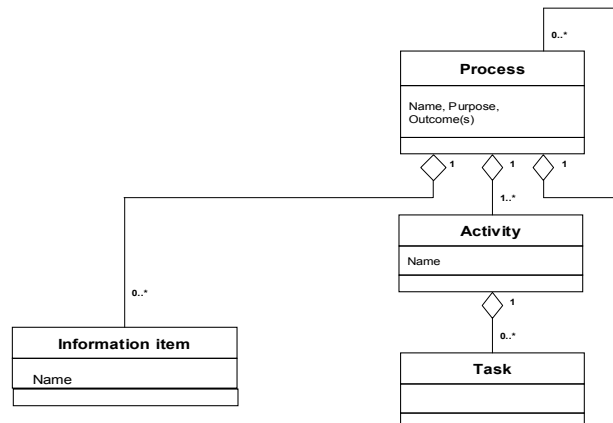 0..*
Process
Name, Purpose,
Outcome(s)
1
1
1
1..*
Activity
Name
0..*
1
0..*
Information item
Name
Task